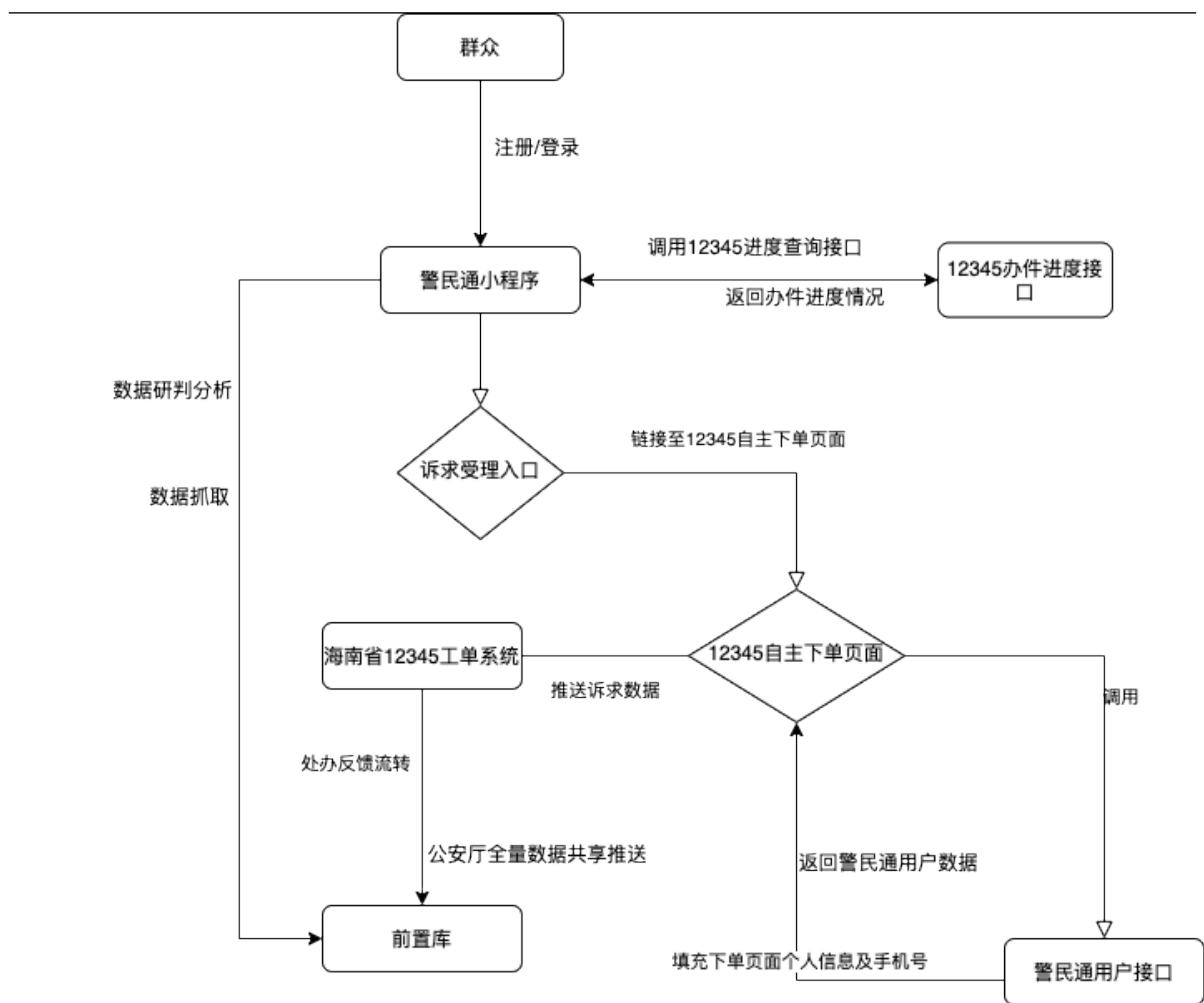 群众
注册/登录
调用12345进度查询接口
警民通小程序
12345办件进度接
口
返回办件进度情况
数据研判分析
链接至12345自主下单页面
诉求受理入口
数据抓取
海南省12345工单系统
12345自主下单页面
推送诉求数据
调用
处办反馈流转
公安厅全量数据共享推送
返回警民通用户数据
前置库
填充下单页面个人信息及手机号
警民通用户接口